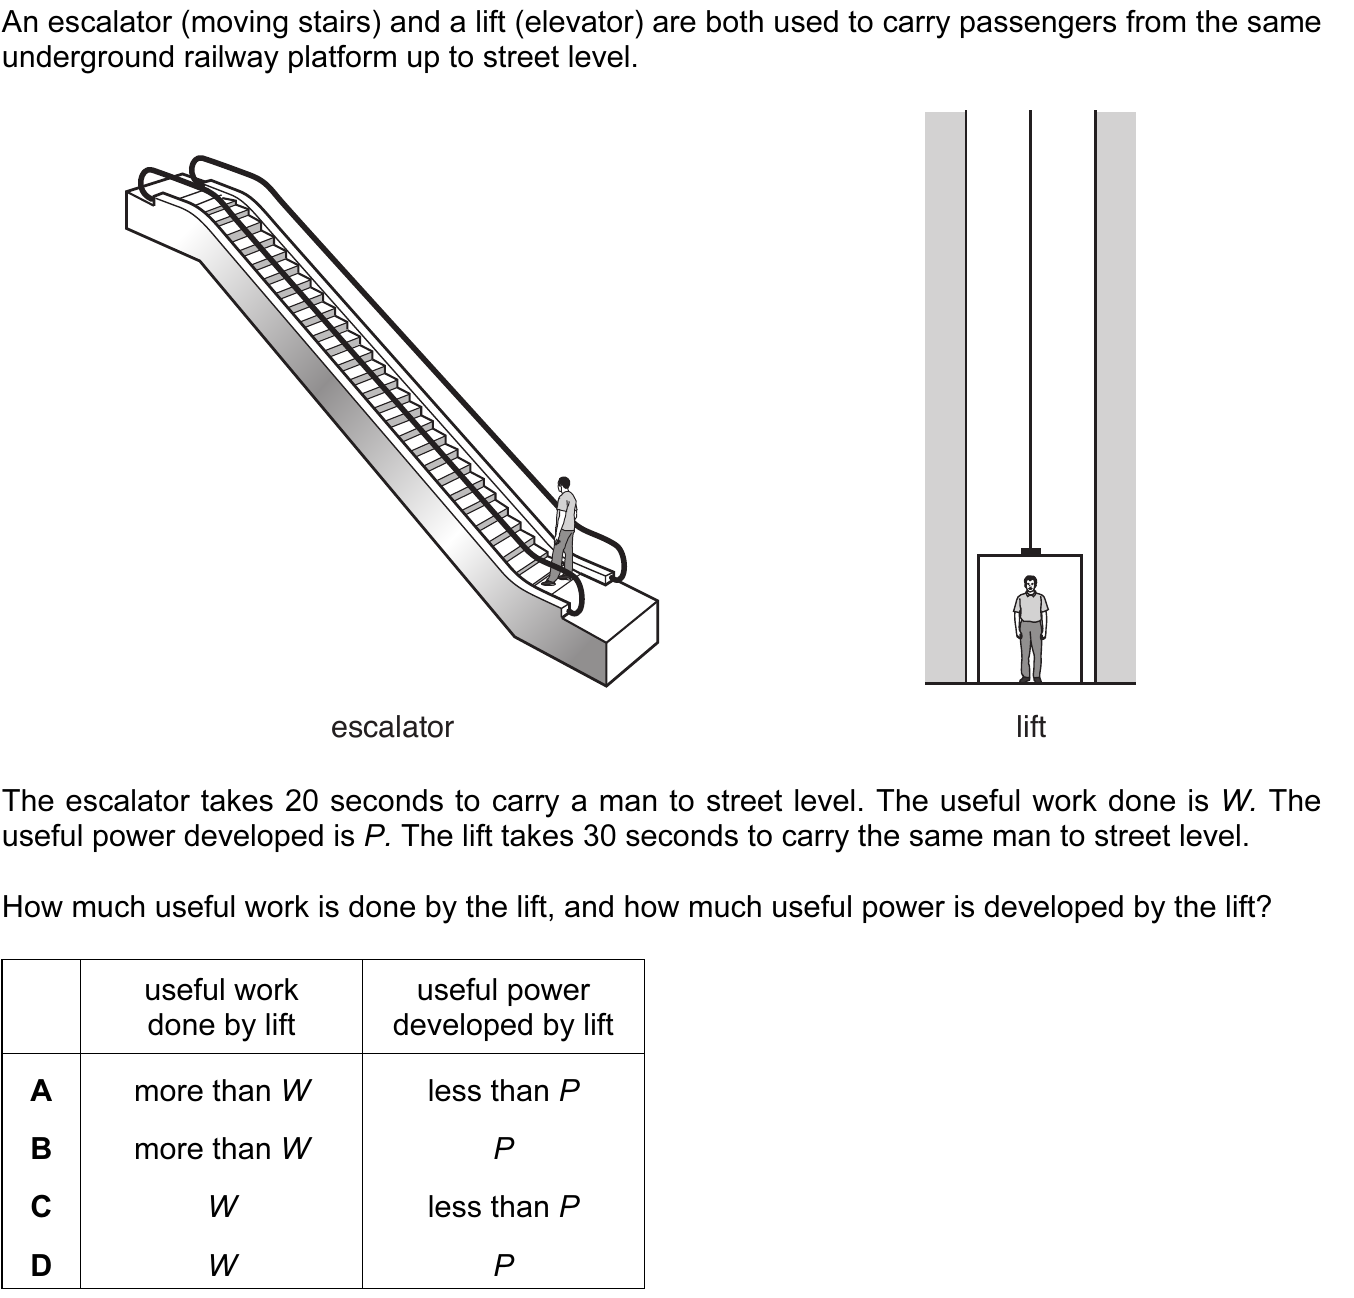 An escalator (moving stairs) and a lift (elevator) are both used to carry passengers from the same
underground railway platform up to street level.
escalator
lift
The escalator takes 20 seconds to carry a man to street level. The useful work done is W. The
useful power developed is P. The lift takes 30 seconds to carry the same man to street level.
How much useful work is done by the lift, and how much useful power is developed by the lift?
useful work
done by lift
useful power
developed by lift
A more than W less than P
B more than W P
C W less than P
D W P